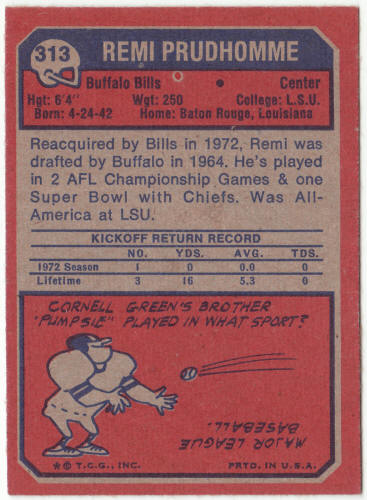 313
REMI PRUDHOMME
Buffalo Bills • Center
Hgt: 6'4" Wgt: 250 College: L.S.U.
Born: 4-24-42 Home: Baton Rouge, Louisiana
Reacquired by Bills in 1972, Remi was
drafted by Buffalo in 1964. He's played
in 2 AFL Championship Games & one
Super Bowl with Chiefs. Was All-
America at LSU.
KICKOFF RETURN RECORD
NO. YDS. AVG. TDS.
1972 Season 1 0 0.0 0
Lifetime 3 16 5.3 0
CORNELL GREEN'S BROTHER
"PUMPSIE" PLAYED IN WHAT SPORT?
MAJOR LEAGUE
BASEBALL.
* © T.C.G., INC. PRTD. IN U.S.A.